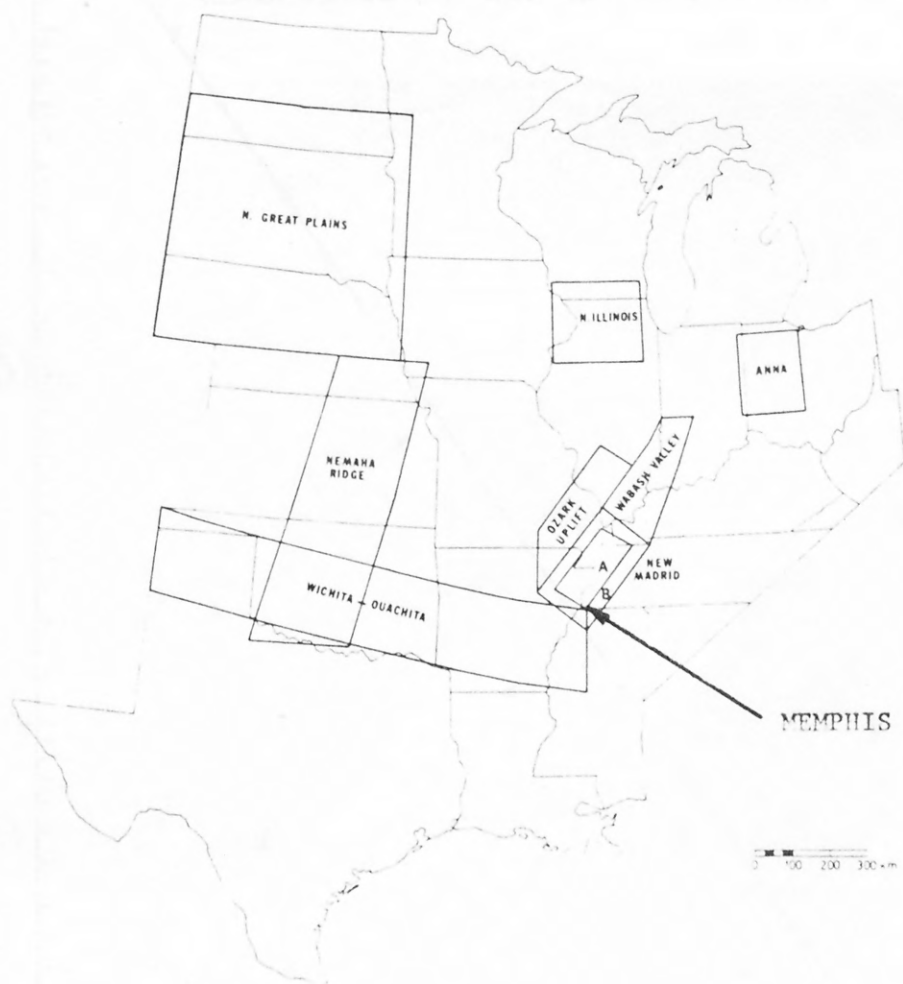 N. GREAT PLAINS
N ILLINOIS
ANNA
NEMAHA
RIDGE
OZARK
UPLIFT
WABASH VALLEY
A
NEW
MADRID
B
WICHITA - OUACHITA
MEMPHIS
0 100 200 300 km